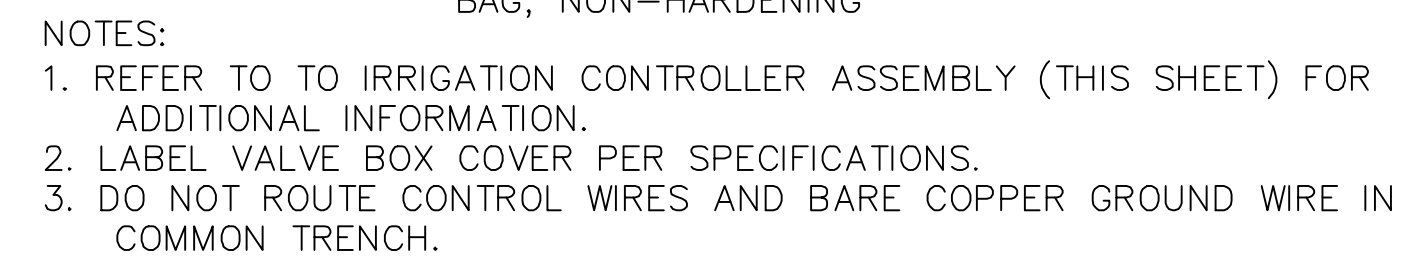 BAG, NON-HARDENING
NOTES:
1. REFER TO TO IRRIGATION CONTROLLER ASSEMBLY (THIS SHEET) FOR
ADDITIONAL INFORMATION.
2. LABEL VALVE BOX COVER PER SPECIFICATIONS.
3. DO NOT ROUTE CONTROL WIRES AND BARE COPPER GROUND WIRE IN
COMMON TRENCH.